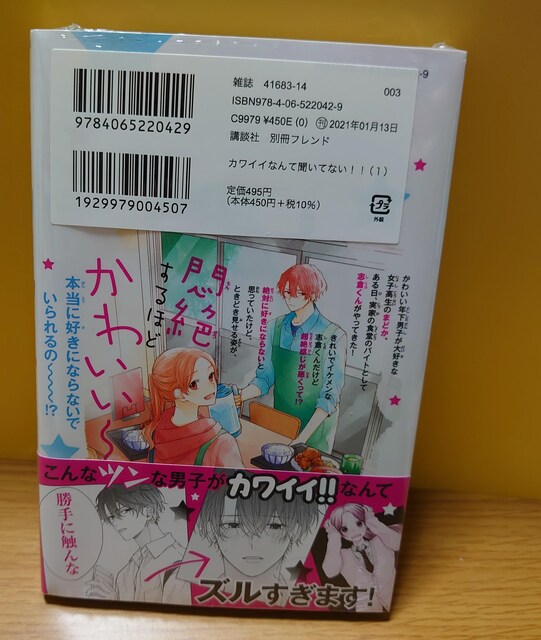 雑誌 41683-14
003
-9
ISBN978-4-06-522042-9
C9979 ¥450E (0) 刊 2021年01月13日
講談社 別冊フレンド
カワイイなんて聞いてない!!(1)
9784065220429
定価495円
(本体450円+税10%)
プラ
外装
1929979004507
かわいい年下男子が大好きな
女子高生のまどか。
ある日、実家の食堂のバイトとして
志倉くんがやってきた!
きれいでイケメンな
志倉くんだけど
超絶感じが悪くって!?
絶対に好きにならないと
思っていたけど、
ときどき見せる姿が、
悶絶
するほど
かわいい〜
本当に好きにならないで
いられるの〜〜〜!?
こんなツンな男子がカワイイ!!なんて
勝手に触んな
ズルすぎます!